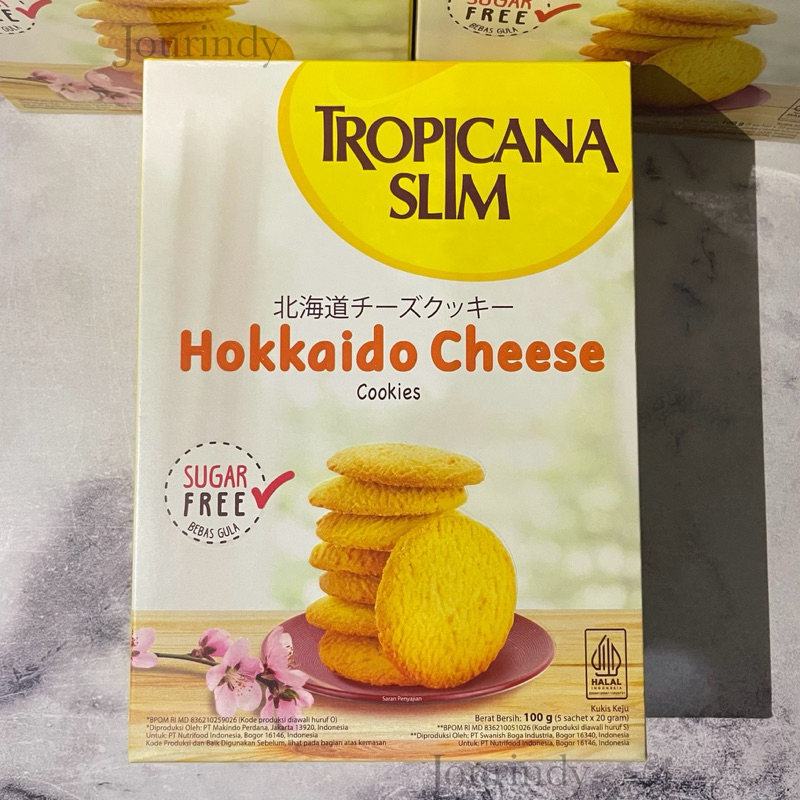 SUGAR
FREE
BEBAS GULA
FREE
Jourindy
TROPICANA
SLIM
北海道チーズクッキー
Hokkaido Cheese
Cookies
SUGAR
FREE
BEBAS GULA
HALAL
INDONESIA
Saran Penyajian
Kukis Keju
Berat Bersih: 100 g (5 sachet x 20 gram)
*BPOM RI MD 836210259026 (Kode produksi diawali huruf O)
*Diproduksi Oleh: PT Makindo Perdana, Jakarta 13920, Indonesia
Untuk: PT Nutrifood Indonesia, Bogor 16146, Indonesia
Kode Produksi dan Baik Digunakan Sebelum, lihat pada bagian atas kemasan
**BPOM RI MD 836210051026 (Kode produksi diawali huruf S)
**Diproduksi Oleh: PT Swanish Boga Industria, Bogor 16340, Indonesia
Untuk: PT Nutrifood Indonesia, Bogor 16146, Indonesia
Jourindy